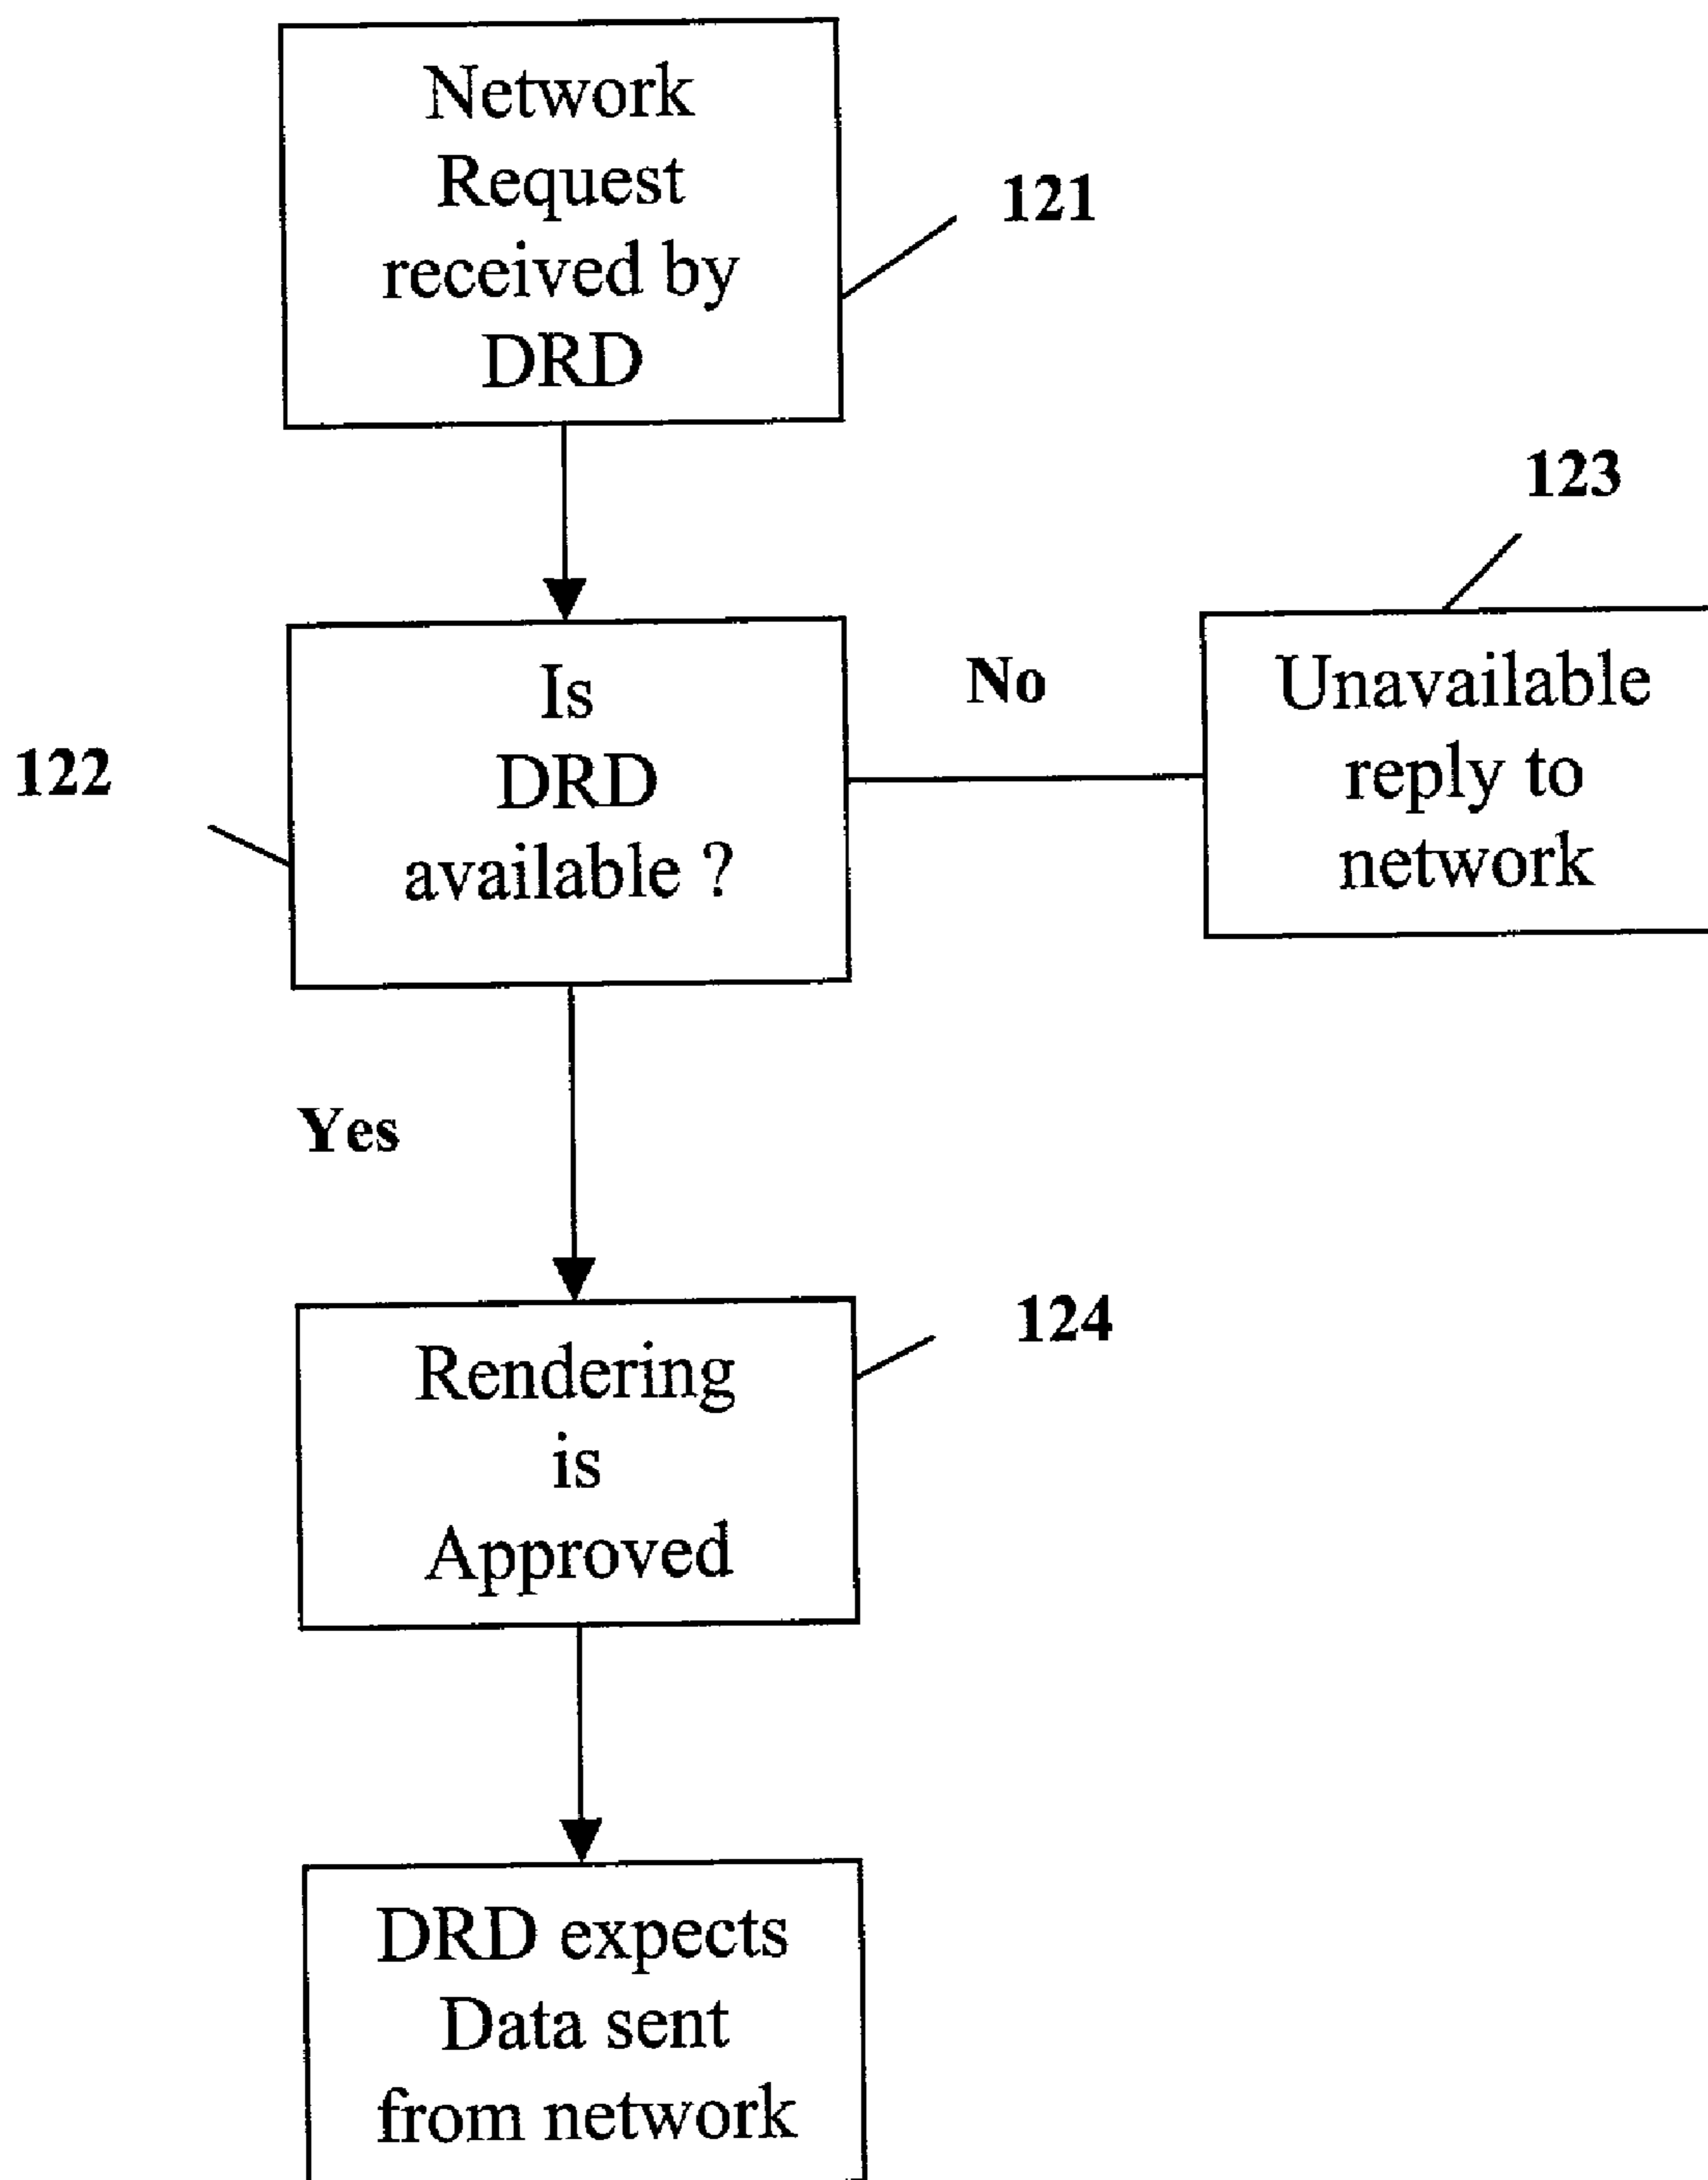 Network
Request
received by
DRD
121
123
Is
DRD
available ?
122
No
Unavailable
reply to
network
Yes
Rendering
is
Approved
124
DRD expects
Data sent
from network